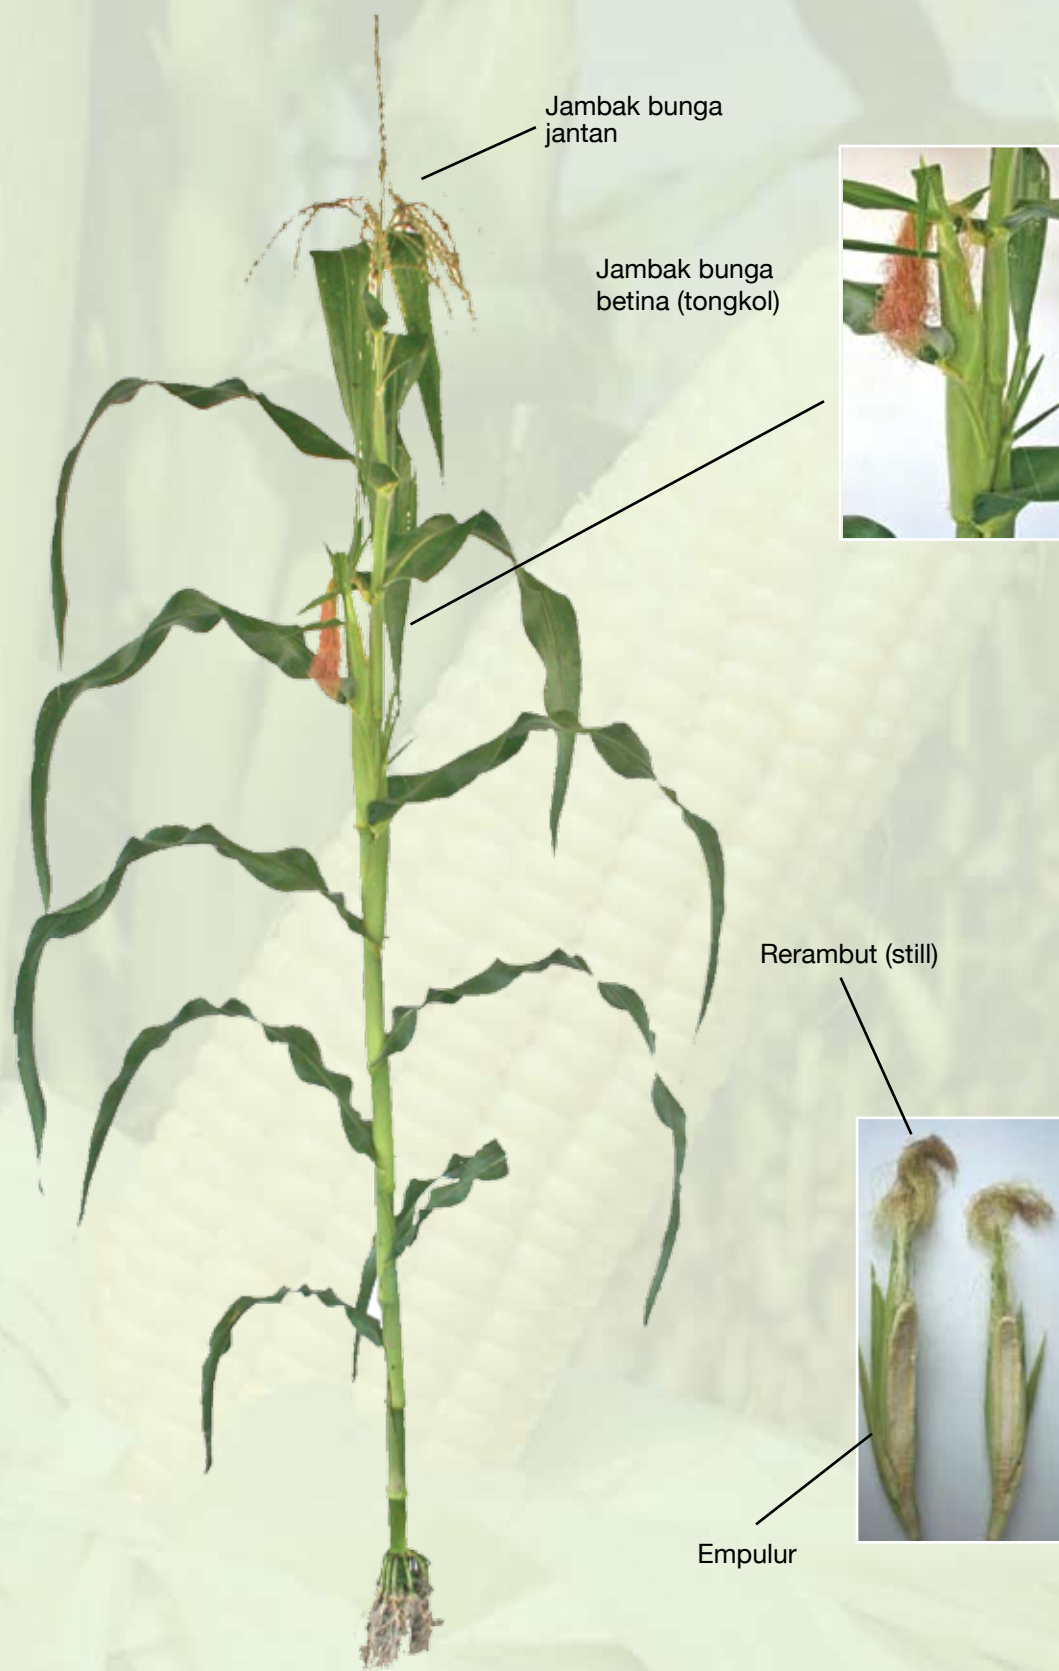 Jambak bunga
jantan
Jambak bunga
betina (tongkol)
Rerambut (still)
Empulur